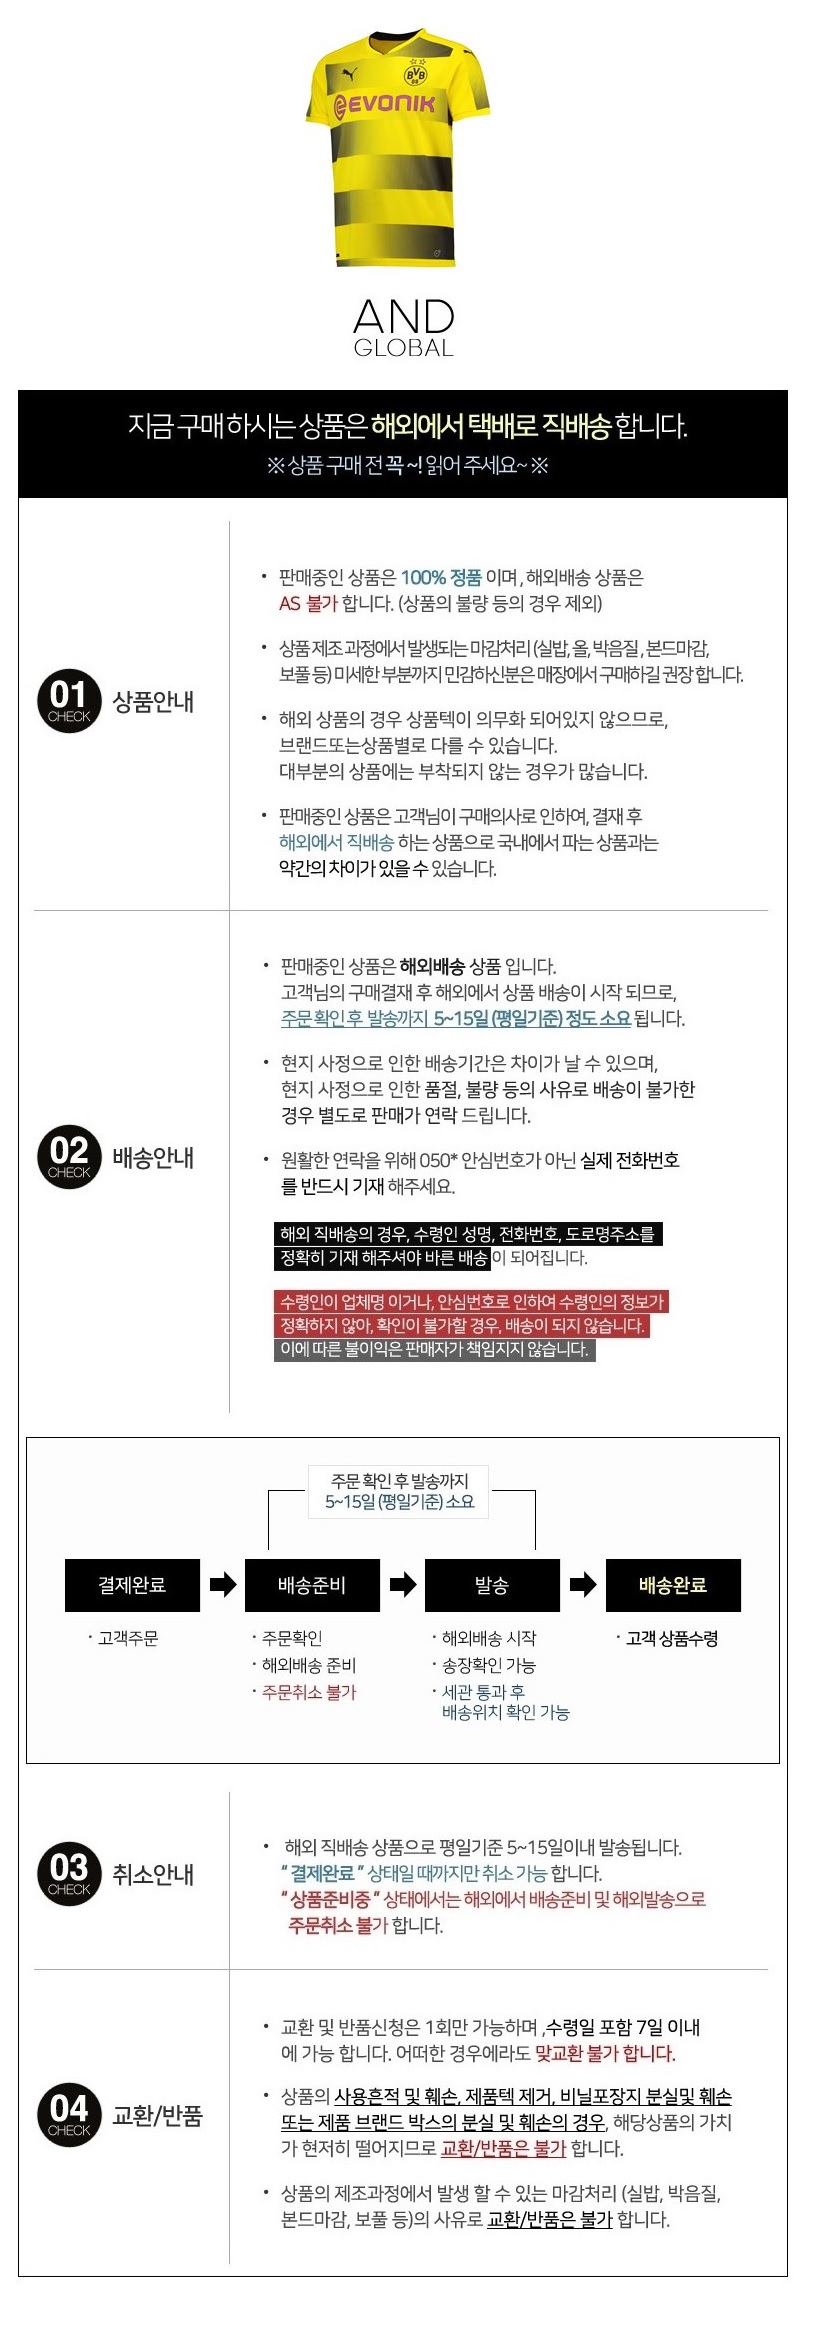 BVB
09
EVONIK
AND
GLOBAL
지금 구매 하시는 상품은 해외에서 택배로 직배송 합니다.
※ 상품 구매 전 꼭 ~! 읽어 주세요~ ※
01
CHECK
상품안내
• 판매중인 상품은 100% 정품 이며 , 해외배송 상품은
AS 불가 합니다. (상품의 불량 등의 경우 제외)
• 상품 제조 과정에서 발생되는 마감처리 (실밥, 올, 박음질 , 본드마감,
보풀 등) 미세한 부분까지 민감하신분은 매장에서 구매하길 권장 합니다.
• 해외 상품의 경우 상품텍이 의무화 되어있지 않으므로,
브랜드또는상품별로 다를 수 있습니다.
대부분의 상품에는 부착되지 않는 경우가 많습니다.
• 판매중인 상품은 고객님이 구매의사로 인하여, 결재 후
해외에서 직배송 하는 상품으로 국내에서 파는 상품과는
약간의 차이가 있을 수 있습니다.
02
CHECK
배송안내
• 판매중인 상품은 해외배송 상품 입니다.
고객님의 구매결재 후 해외에서 상품 배송이 시작 되므로,
주문 확인 후 발송까지 5~15일 (평일기준) 정도 소요 됩니다.
• 현지 사정으로 인한 배송기간은 차이가 날 수 있으며,
현지 사정으로 인한 품절, 불량 등의 사유로 배송이 불가한
경우 별도로 판매가 연락 드립니다.
• 원활한 연락을 위해 050* 안심번호가 아닌 실제 전화번호
를 반드시 기재 해주세요.
해외 직배송의 경우, 수령인 성명, 전화번호, 도로명주소를
정확히 기재 해주셔야 바른 배송이 되어집니다.
수령인이 업체명 이거나, 안심번호로 인하여 수령인의 정보가
정확하지 않아, 확인이 불가할 경우, 배송이 되지 않습니다.
이에 따른 불이익은 판매자가 책임지지 않습니다.
주문 확인 후 발송까지
5~15일 (평일기준) 소요
결제완료 배송준비 발송 배송완료
· 고객주문 · 주문확인 · 해외배송 시작 · 고객 상품수령
· 해외배송 준비 · 송장확인 가능
· 주문취소 불가 · 세관 통과 후
배송위치 확인 가능
03
CHECK
취소안내
• 해외 직배송 상품으로 평일기준 5~15일이내 발송됩니다.
“ 결제완료 ” 상태일 때까지만 취소 가능 합니다.
“ 상품준비중 ” 상태에서는 해외에서 배송준비 및 해외발송으로
주문취소 불가 합니다.
04
CHECK
교환/반품
• 교환 및 반품신청은 1회만 가능하며 ,수령일 포함 7일 이내
에 가능 합니다. 어떠한 경우에라도 맞교환 불가 합니다.
• 상품의 사용흔적 및 훼손, 제품텍 제거, 비닐포장지 분실및 훼손
또는 제품 브랜드 박스의 분실 및 훼손의 경우, 해당상품의 가치
가 현저히 떨어지므로 교환/반품은 불가 합니다.
• 상품의 제조과정에서 발생 할 수 있는 마감처리 (실밥, 박음질,
본드마감, 보풀 등)의 사유로 교환/반품은 불가 합니다.